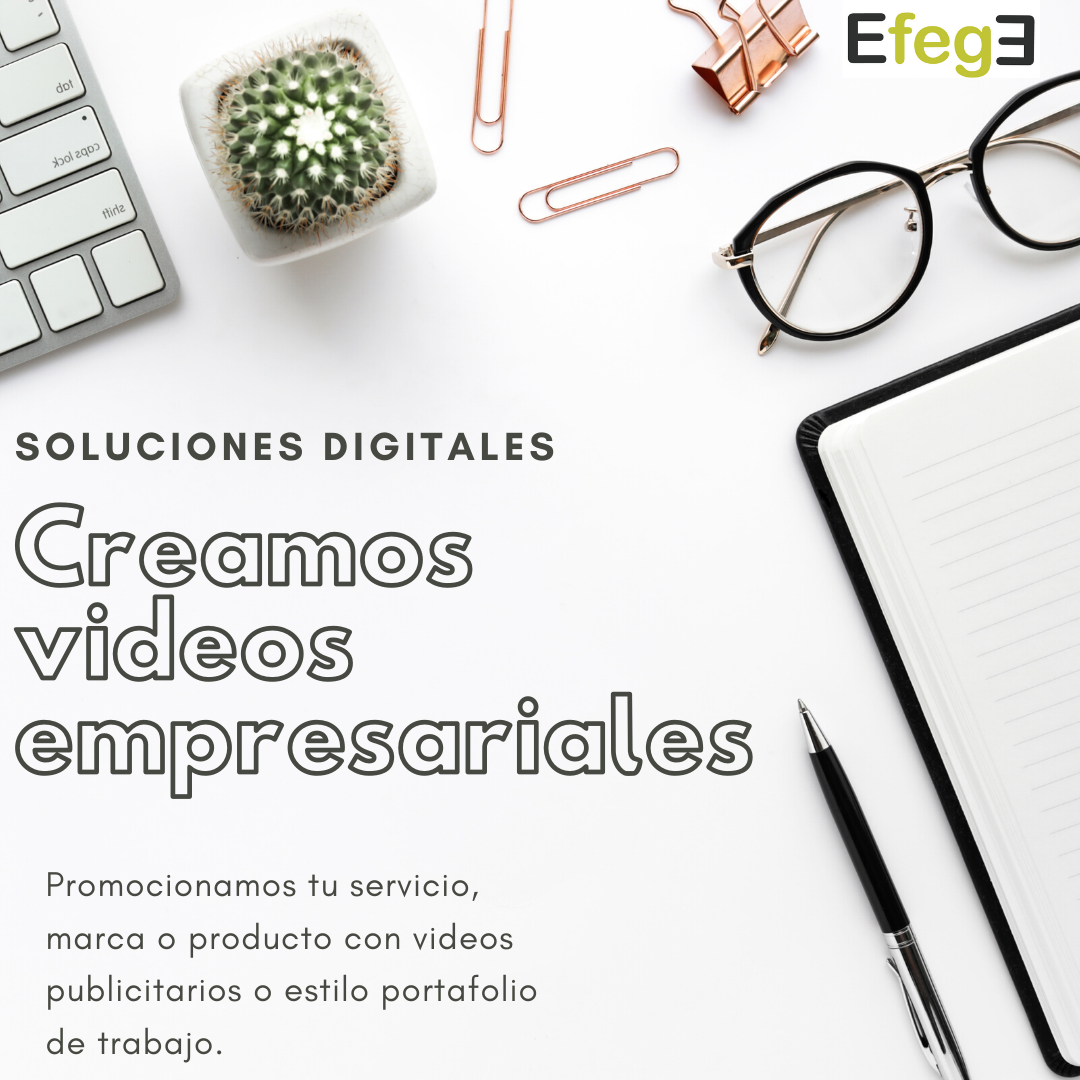 EfegE
tab
caps lock
shift
SOLUCIONES DIGITALES
Creamos
videos
empresariales
Promocionamos tu servicio,
marca o producto con videos
publicitarios o estilo portafolio
de trabajo.